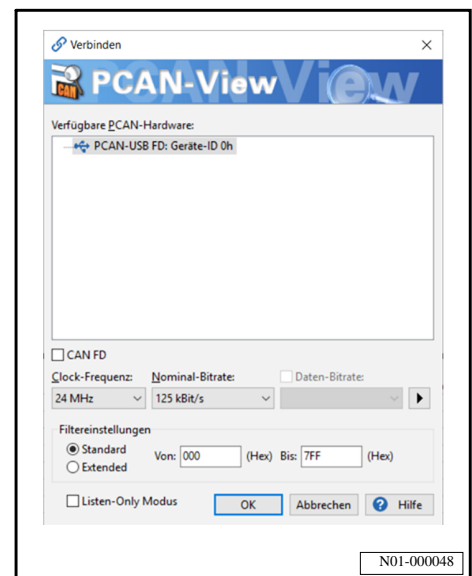 Verbinden
PCAN-View
Verfügbare PCAN-Hardware:
PCAN-USB FD: Geräte-ID 0h
CAN FD
Clock-Frequenz: Nominal-Bitrate: Daten-Bitrate:
24 MHz 125 kBit/s
Filtereinstellungen
Standard
Extended
Von: 000 (Hex) Bis: 7FF (Hex)
Listen-Only Modus OK Abbrechen Hilfe
N01-000048